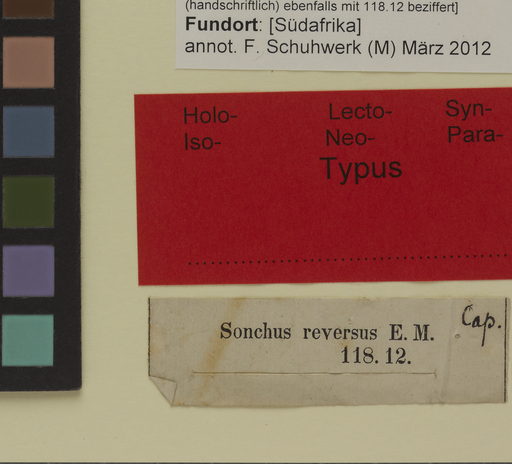 (handschriftlich) ebenfalls mit 118.12 beziffert]
Fundort: [Südafrika]
annot. F. Schuhwerk (M) März 2012
Holo- Lecto- Syn-
Iso- Neo- Para-
Typus
Sonchus reversus E. M. Cap.
118. 12.